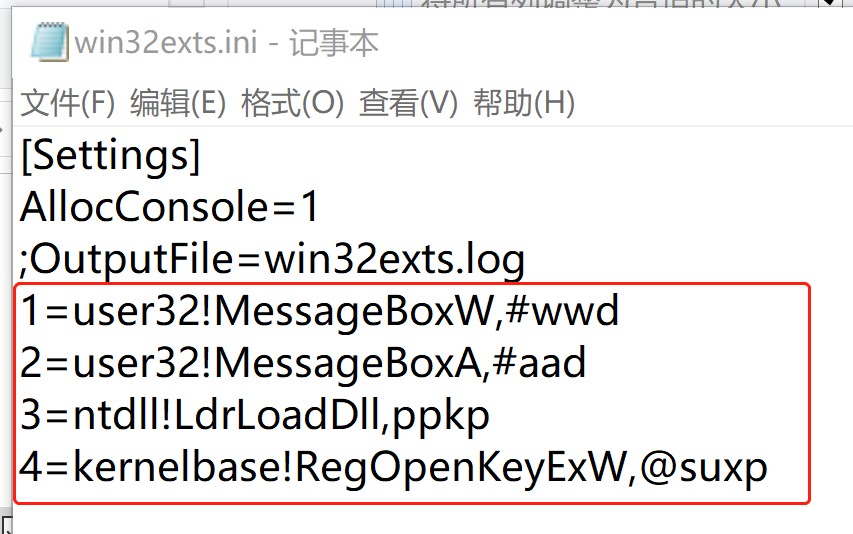 win32exts.ini - 记事本
文件(F) 编辑(E) 格式(O) 查看(V) 帮助(H)
[Settings]
AllocConsole=1
;OutputFile=win32exts.log
1=user32!MessageBoxW,#wwd
2=user32!MessageBoxA,#aad
3=ntdll!LdrLoadDll,ppkp
4=kernelbase!RegOpenKeyExW,@suxp